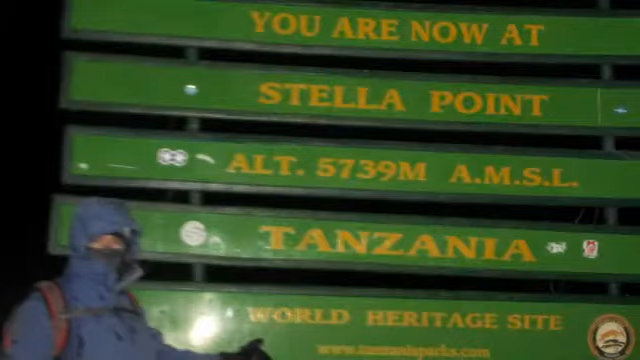 YOU ARE NOW AT
STELLA POINT
ALT. 5739M A.M.S.L.
TANZANIA
WORLD HERITAGE SITE
www.tanzaniaparks.com